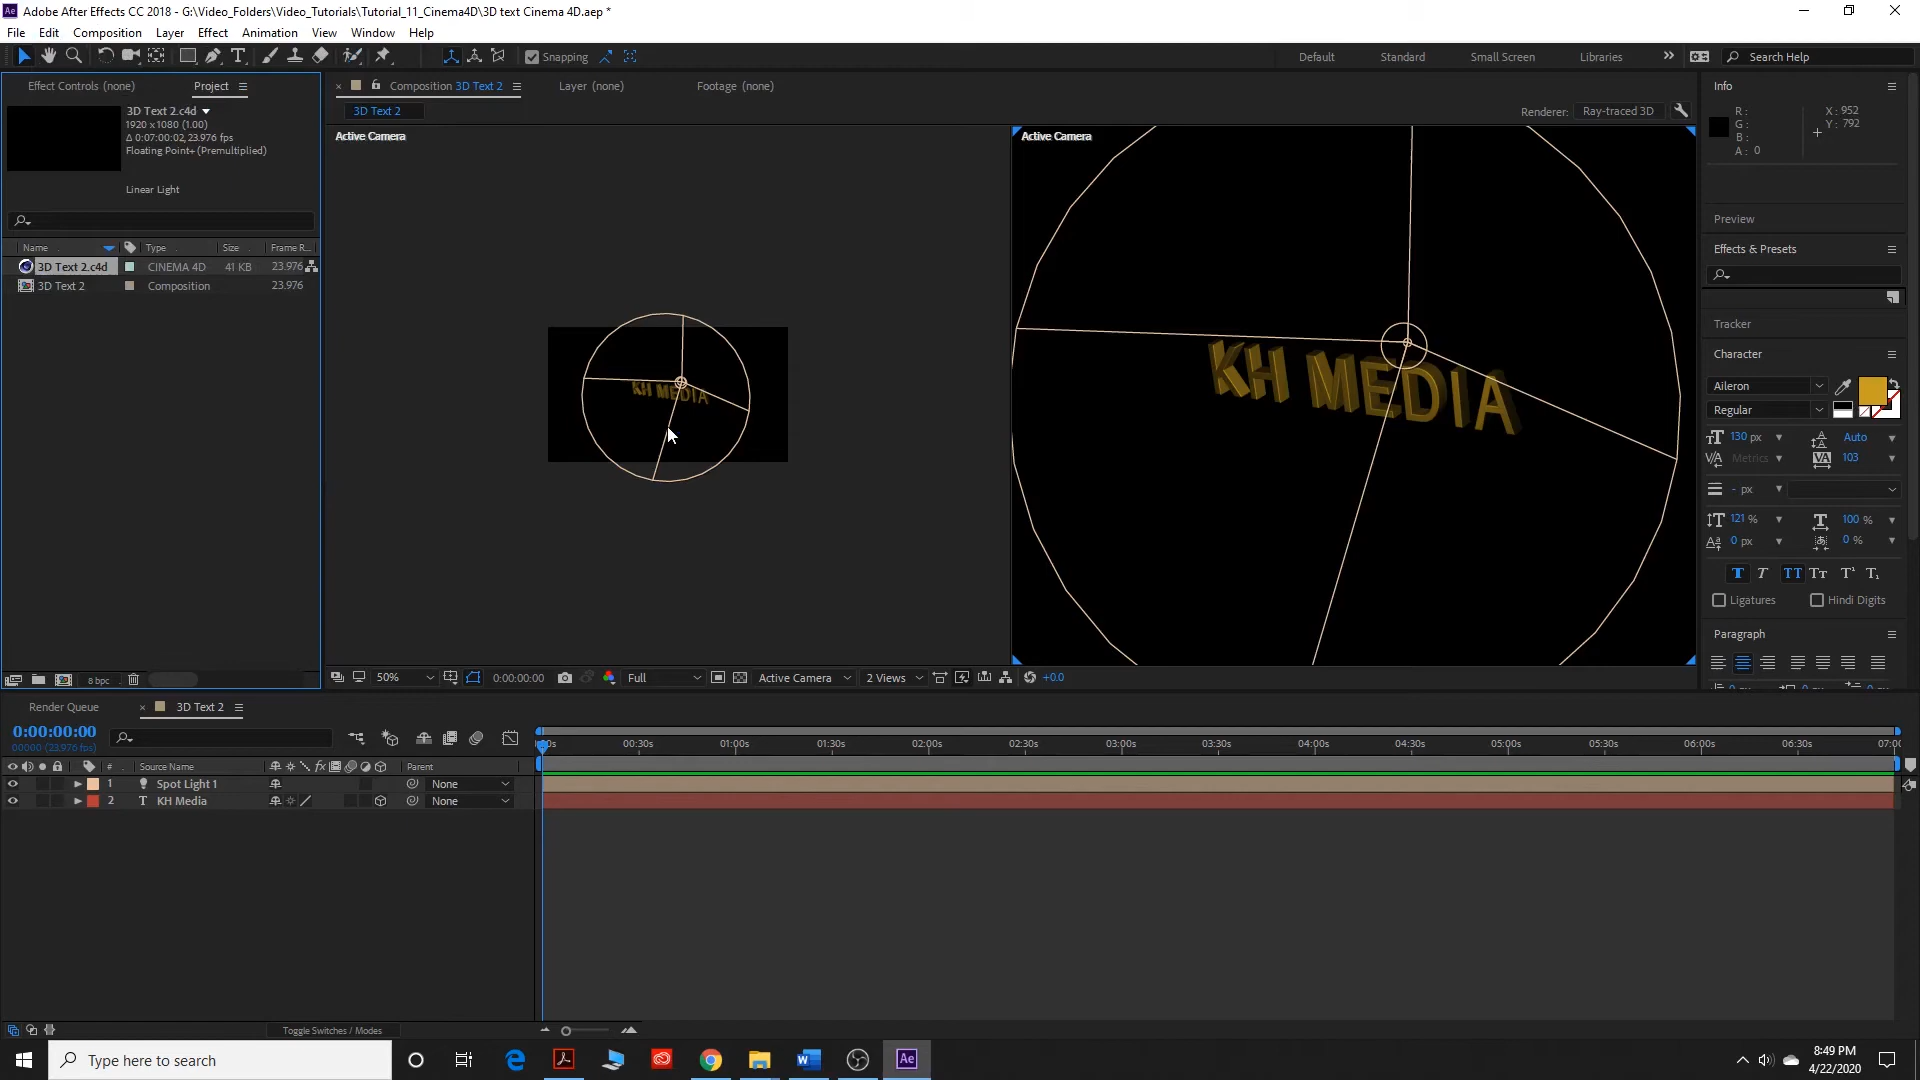 Adobe After Effects CC 2018 - G:\Video_Folders\Video_Tutorials\Tutorial_11_Cinema4D\3D text Cinema 4D.aep *
File Edit Composition Layer Effect Animation View Window Help
Snapping Default Standard Small Screen Libraries Search Help
Effect Controls (none) Project
Composition 3D Text 2 Layer (none) Footage (none)
Info
3D Text 2.c4d
1920 x 1080 (1.00)
Δ 0:07:00:02, 23.976 fps
Floating Point+ (Premultiplied)
Linear Light
3D Text 2
Renderer: Ray-traced 3D
Active Camera
Active Camera
R :
G :
B :
A : 0
X : 952
Y : 792
Preview
Effects & Presets
Tracker
Character
Aileron
Regular
130 px Auto
Metrics 103
- px
121 % 100 %
0 px 0 %
Ligatures Hindi Digits
Paragraph
Name Type Size Frame R...
3D Text 2.c4d CINEMA 4D 41 KB 23.976
3D Text 2 Composition 23.976
KH MEDIA
KH MEDIA
8 bpc
50% 0:00:00:00 Full Active Camera 2 Views +0.0
Render Queue 3D Text 2
0:00:00:00
00000 (23.976 fps)
00:30s 01:00s 01:30s 02:00s 02:30s 03:00s 03:30s 04:00s 04:30s 05:00s 05:30s 06:00s 06:30s
# Source Name fx Parent
1 Spot Light 1 None
2 T KH Media None
Toggle Switches / Modes
Type here to search
8:49 PM
4/22/2020